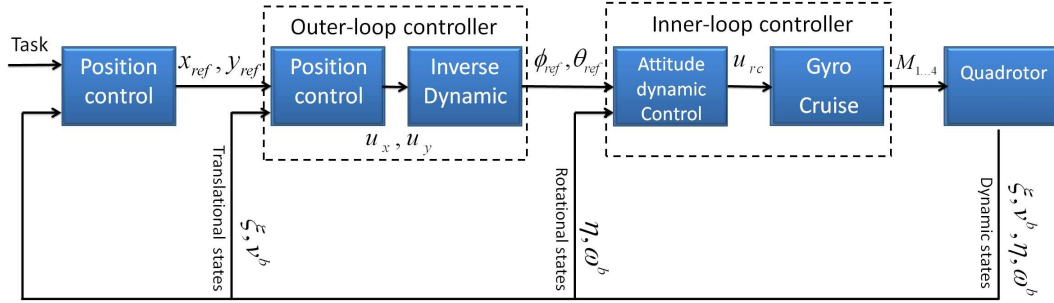 Outer-loop controller
Inner-loop controller
Task
Position
control
x_ref, y_ref
Position
control
Inverse
Dynamic
u_x, u_y
ϕ_ref, θ_ref
Attitude
dynamic
Control
u_rc
Gyro
Cruise
M_1...4
Quadrotor
Translational states
ξ, ν^b
Rotational states
η, ω^b
Dynamic states
ξ, ν^b, η, ω^b